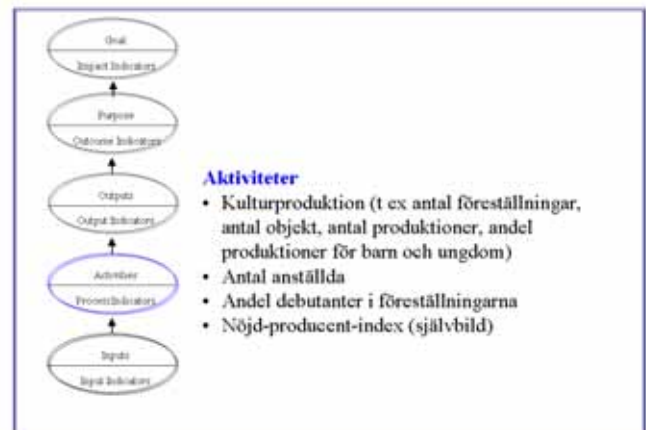 Goal
Impact Indicators
Purpose
Outcome Indicators
Outputs
Output Indicators
Activities
Process Indicators
Inputs
Input Indicators
Aktiviteter
• Kulturproduktion (t ex antal föreställningar,
antal objekt, antal produktioner, andel
produktioner för barn och ungdom)
• Antal anställda
• Andel debutanter i föreställningarna
• Nöjd-producent-index (självbild)